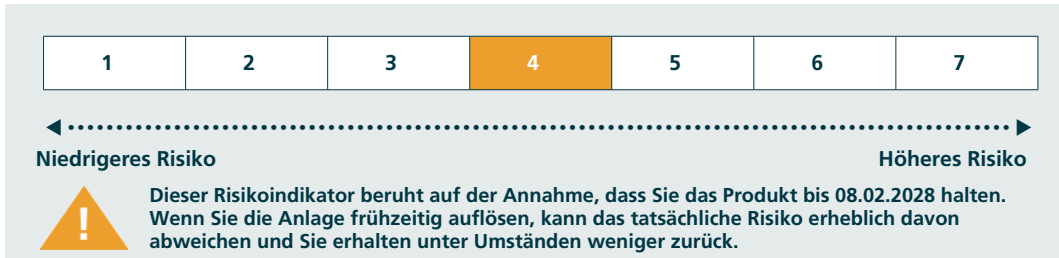 1 2 3 4 5 6 7
Niedrigeres Risiko Höheres Risiko
!
Dieser Risikoindikator beruht auf der Annahme, dass Sie das Produkt bis 08.02.2028 halten.
Wenn Sie die Anlage frühzeitig auflösen, kann das tatsächliche Risiko erheblich davon
abweichen und Sie erhalten unter Umständen weniger zurück.